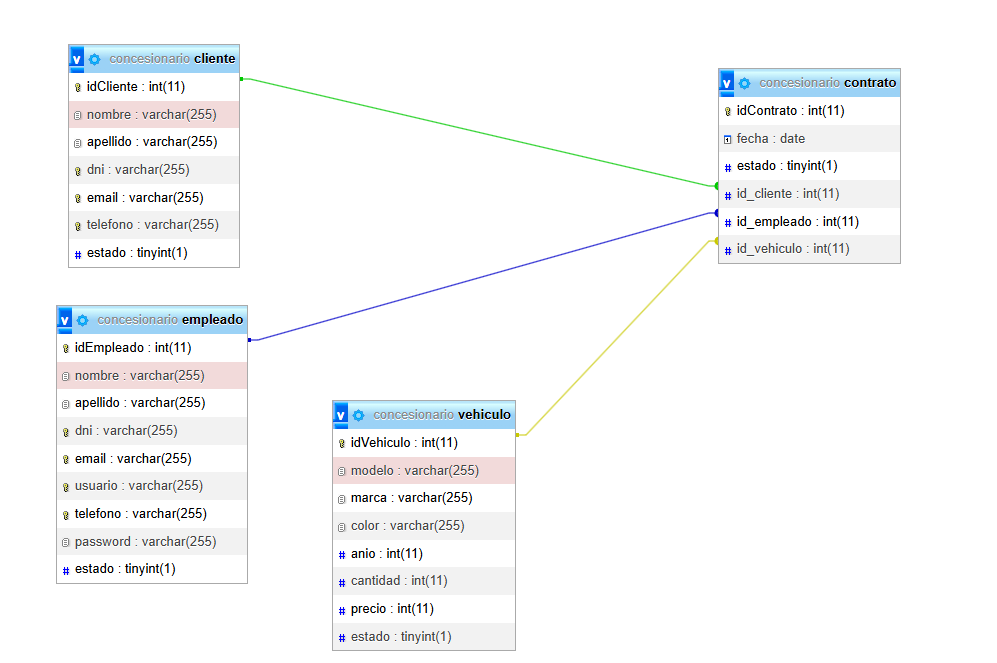 v concesionario cliente
idCliente : int(11)
nombre : varchar(255)
apellido : varchar(255)
dni : varchar(255)
email : varchar(255)
telefono : varchar(255)
# estado : tinyint(1)
v concesionario contrato
idContrato : int(11)
fecha : date
# estado : tinyint(1)
# id_cliente : int(11)
# id_empleado : int(11)
# id_vehiculo : int(11)
v concesionario empleado
idEmpleado : int(11)
nombre : varchar(255)
apellido : varchar(255)
dni : varchar(255)
email : varchar(255)
usuario : varchar(255)
telefono : varchar(255)
password : varchar(255)
# estado : tinyint(1)
v concesionario vehiculo
idVehiculo : int(11)
modelo : varchar(255)
marca : varchar(255)
color : varchar(255)
# anio : int(11)
# cantidad : int(11)
# precio : int(11)
# estado : tinyint(1)